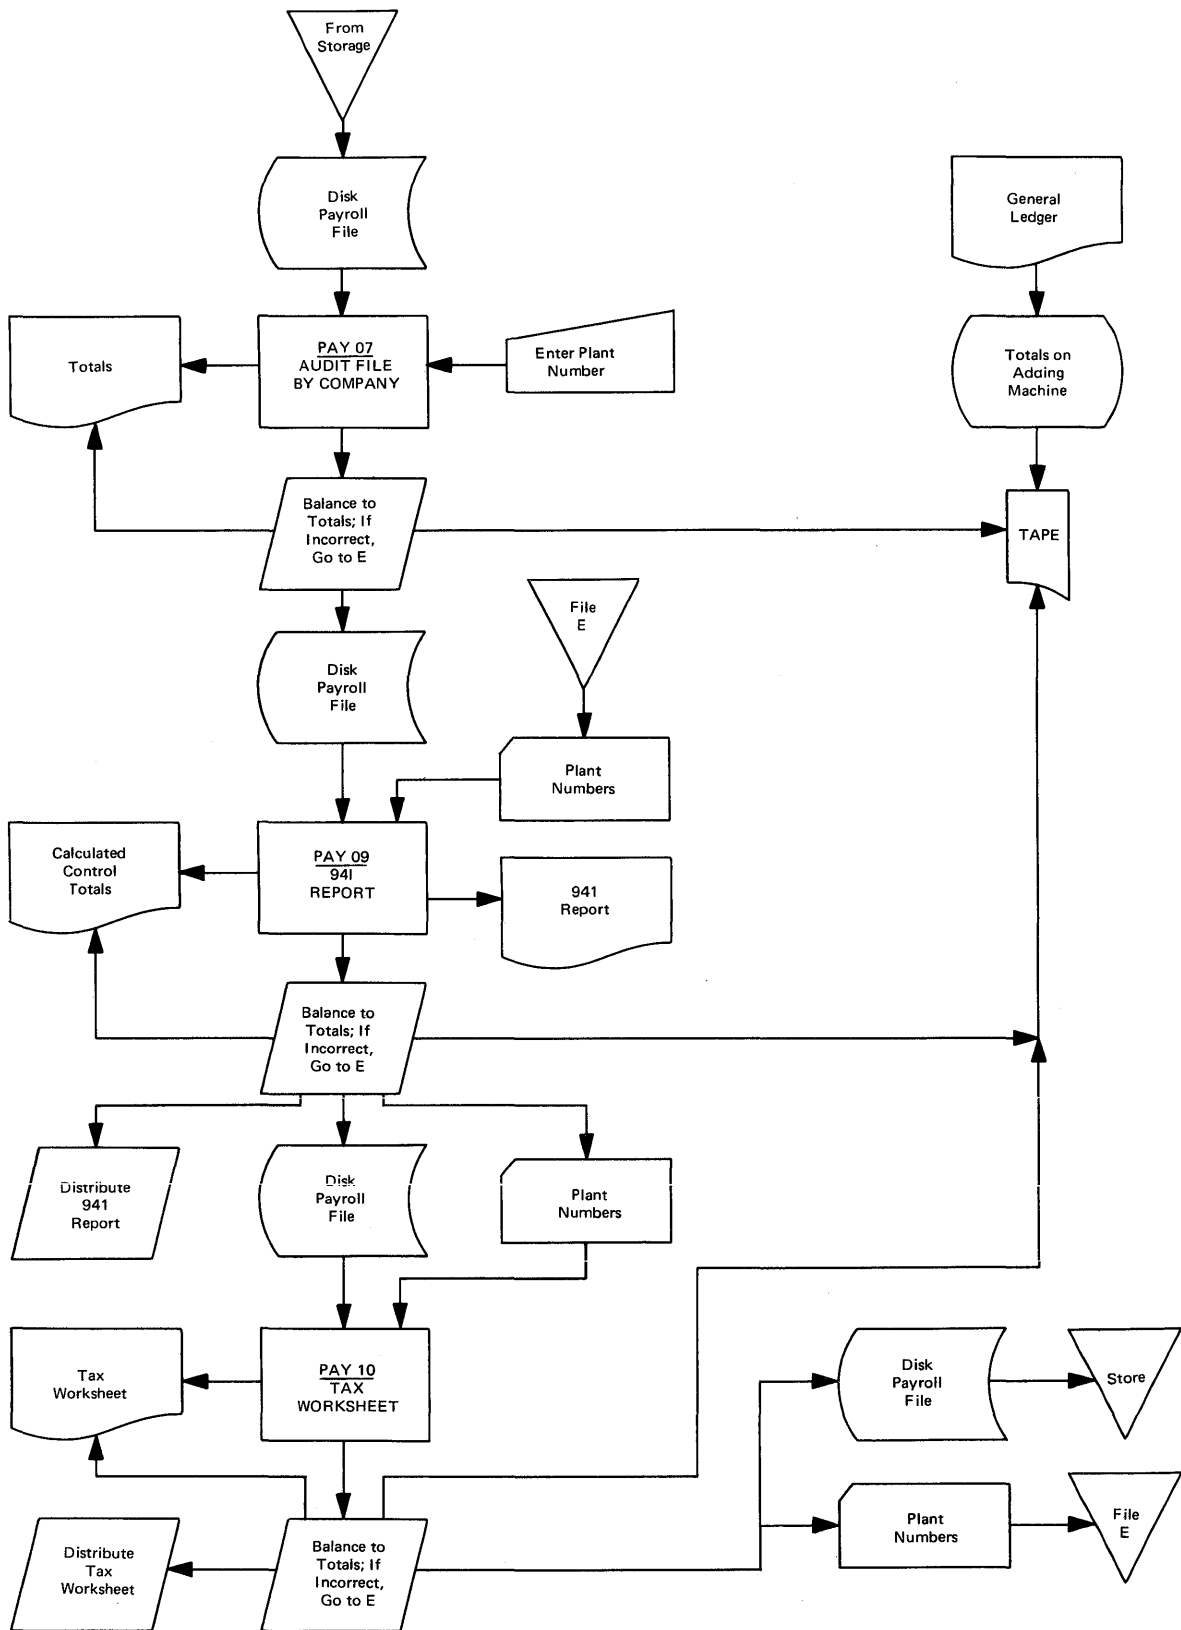 From
Storage
Disk
Payroll
File
General
Ledger
Totals
PAY 07
AUDIT FILE
BY COMPANY
Enter Plant
Number
Totals on
Adding
Machine
Balance to
Totals; If
Incorrect,
Go to E
TAPE
File
E
Disk
Payroll
File
Plant
Numbers
Calculated
Control
Totals
PAY 09
941
REPORT
941
Report
Balance to
Totals; If
Incorrect,
Go to E
Distribute
941
Report
Disk
Payroll
File
Plant
Numbers
Tax
Worksheet
PAY 10
TAX
WORKSHEET
Disk
Payroll
File
Store
Distribute
Tax
Worksheet
Balance to
Totals; If
Incorrect,
Go to E
Plant
Numbers
File
E